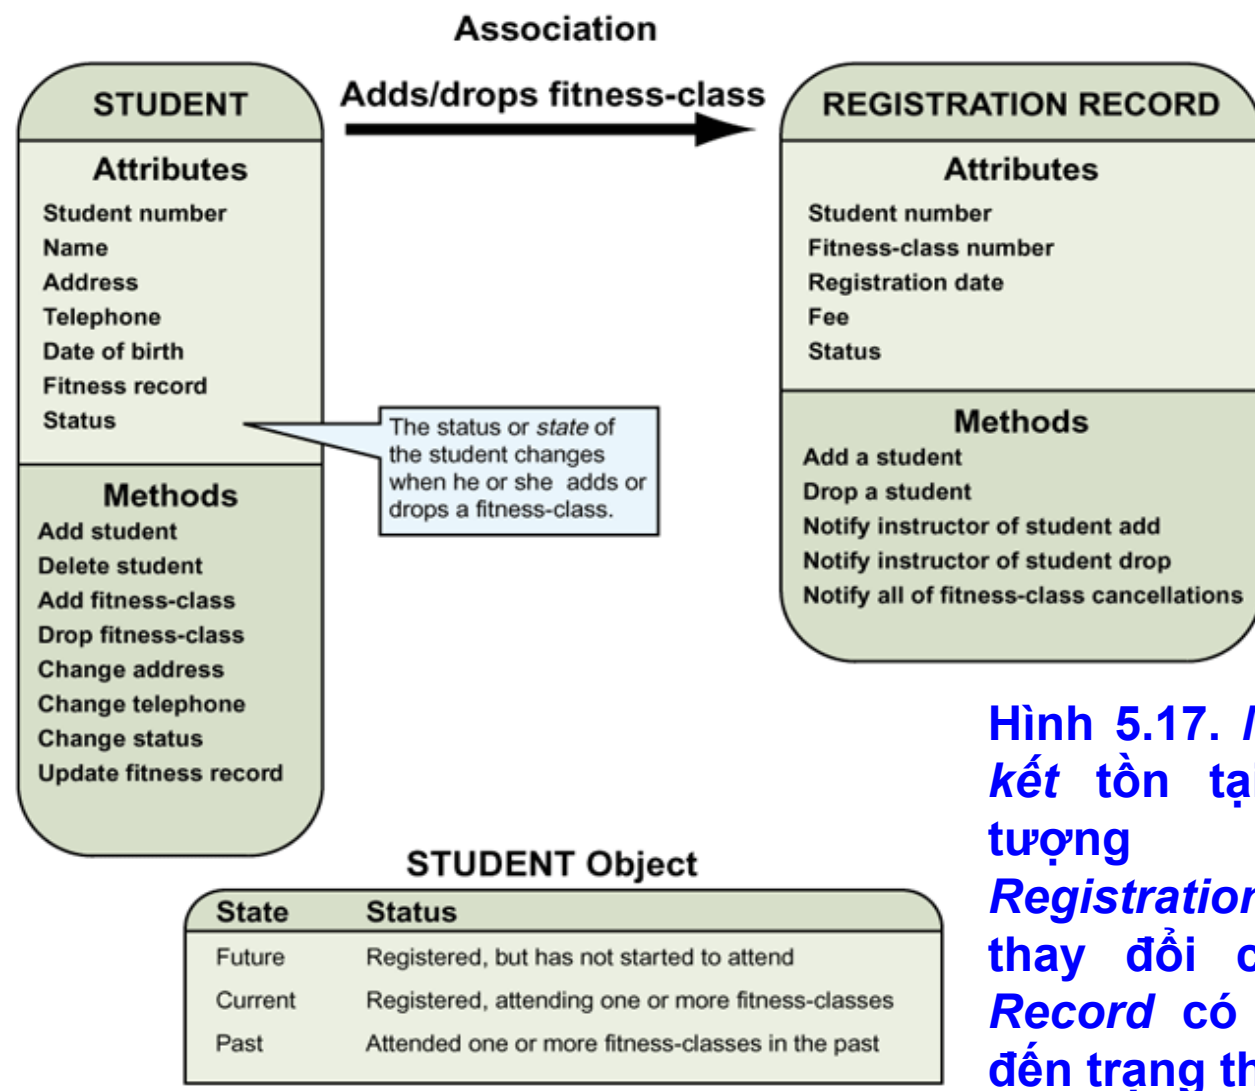 Association
Adds/drops fitness-class
STUDENT
Attributes
Student number
Name
Address
Telephone
Date of birth
Fitness record
Status
Methods
Add student
Delete student
Add fitness-class
Drop fitness-class
Change address
Change telephone
Change status
Update fitness record
The status or state of
the student changes
when he or she adds or
drops a fitness-class.
REGISTRATION RECORD
Attributes
Student number
Fitness-class number
Registration date
Fee
Status
Methods
Add a student
Drop a student
Notify instructor of student add
Notify instructor of student drop
Notify all of fitness-class cancellations
STUDENT Object
State Status
Future Registered, but has not started to attend
Current Registered, attending one or more fitness-classes
Past Attended one or more fitness-classes in the past
Hình 5.17.
kết tồn tại
tượng
Registration
thay đổi
Record có
đến trạng